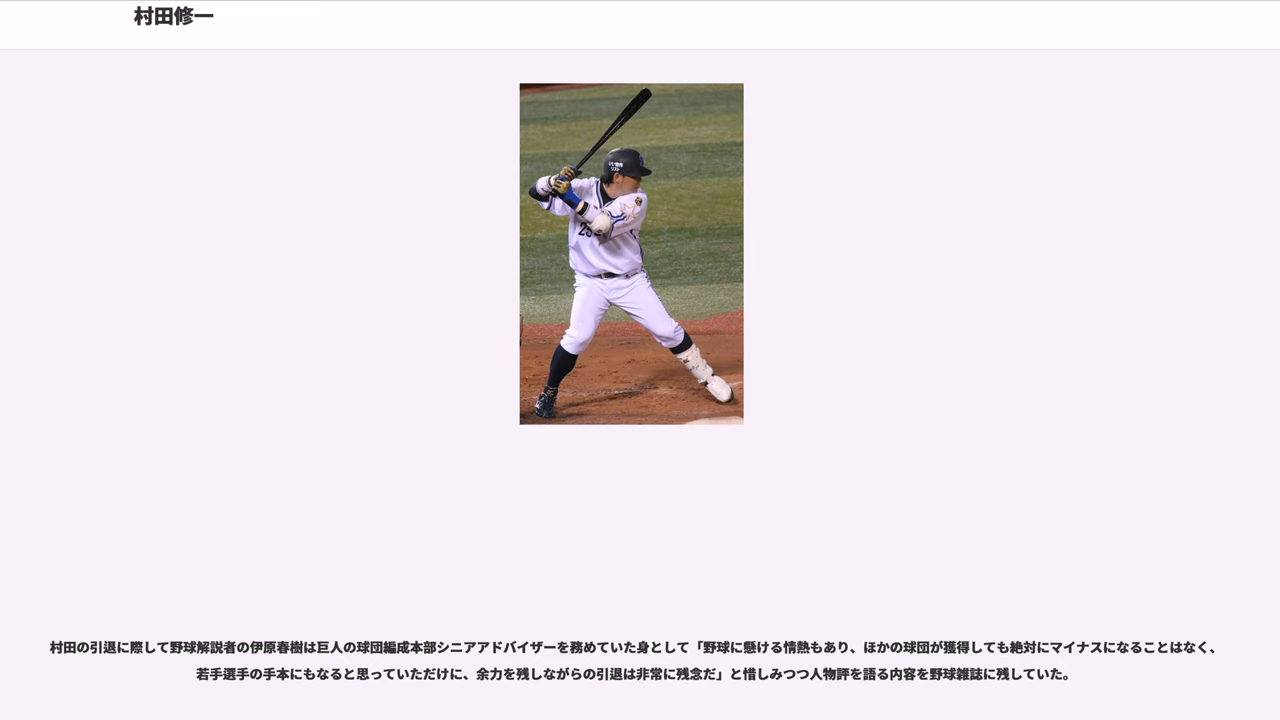 村田修一
村田の引退に際して野球解説者の伊原春樹は巨人の球団編成本部シニアアドバイザーを務めていた身として「野球に懸ける情熱もあり、ほかの球団が獲得しても絶対にマイナスになることはなく、
若手選手の手本にもなると思っていただけに、余力を残しながらの引退は非常に残念だ」と惜しみつつ人物評を語る内容を野球雑誌に残していた。